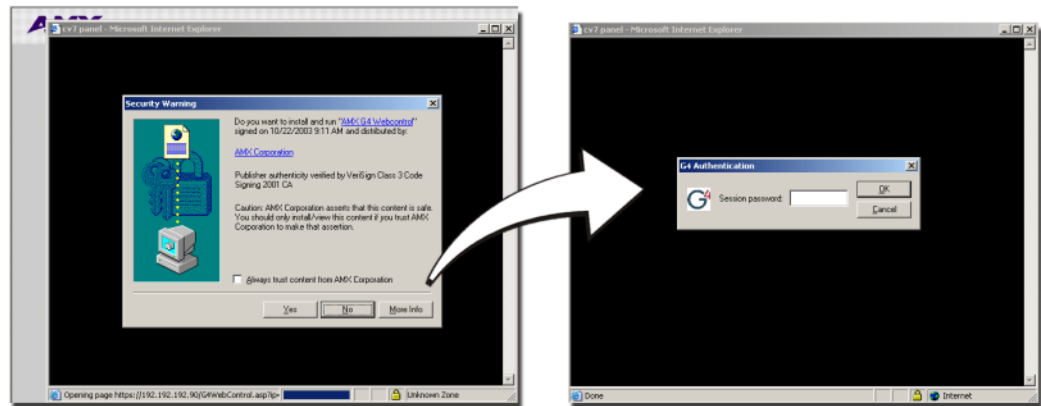 AMX
cv7 panel - Microsoft Internet Explorer
Security Warning
Do you want to install and run "AMX G4 Webcontrol"
signed on 10/22/2003 9:11 AM and distributed by:
AMX Corporation
Publisher authenticity verified by VeriSign Class 3 Code
Signing 2001 CA
Caution: AMX Corporation asserts that this content is safe.
You should only install/view this content if you trust AMX
Corporation to make that assertion.
Always trust content from AMX Corporation
Yes No More Info
Opening page https://192.192.192.90/G4WebControl.asp?ip= Unknown Zone
cv7 panel - Microsoft Internet Explorer
G4 Authentication
G4 Session password: OK
Cancel
Done Internet